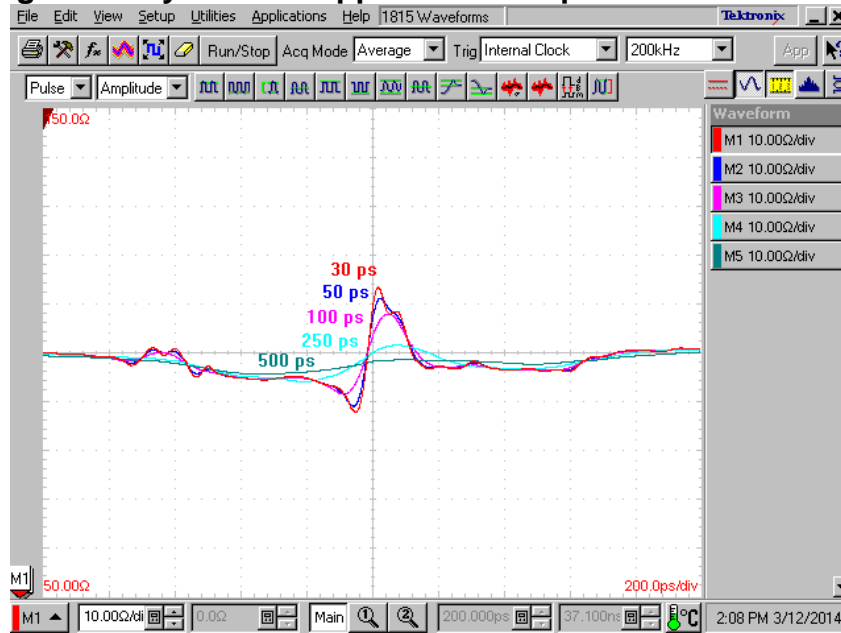 File Edit View Setup Utilities Applications Help 1815 Waveforms Tektronix
Run/Stop Acq Mode Average Trig Internal Clock 200kHz App
Pulse Amplitude
50.0Ω
Waveform
M1 10.00Ω/div
M2 10.00Ω/div
M3 10.00Ω/div
M4 10.00Ω/div
M5 10.00Ω/div
30 ps
50 ps
100 ps
250 ps
500 ps
M1
50.00Ω 200.0ps/div
M1 10.00Ω/di 0.0Ω Main 200.000ps 37.100ns °C 2:08 PM 3/12/2014